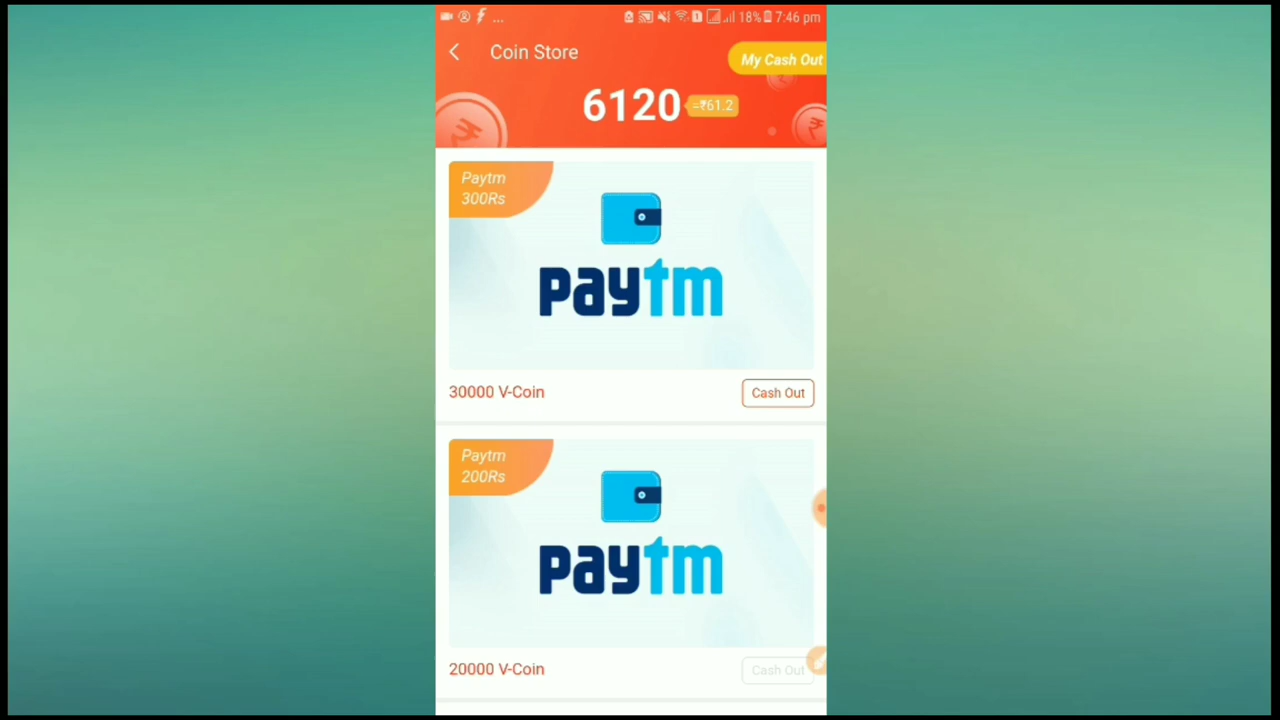 ... 18% 7:46 pm
Coin Store
My Cash Out
6120 =₹61.2
Paytm
300Rs
paytm
30000 V-Coin Cash Out
Paytm
200Rs
paytm
20000 V-Coin Cash Out